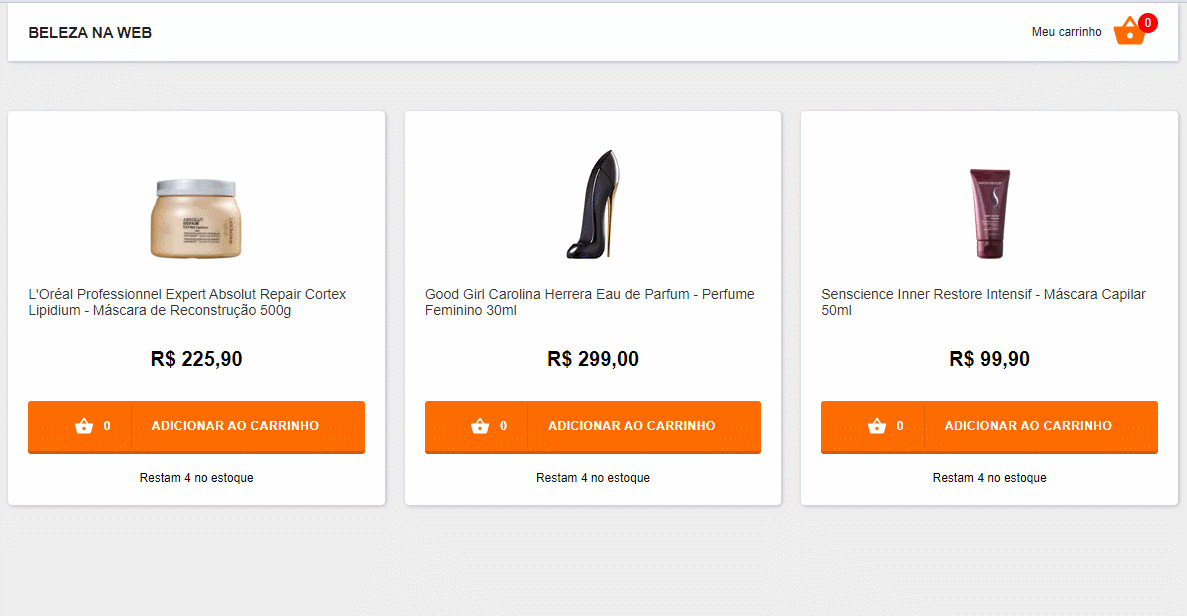 BELEZA NA WEB
Meu carrinho
0
ABSOLUT
REPAIR
L'Oréal Professionnel Expert Absolut Repair Cortex
Lipidium - Máscara de Reconstrução 500g
R$ 225,90
0 ADICIONAR AO CARRINHO
Restam 4 no estoque
Good Girl Carolina Herrera Eau de Parfum - Perfume
Feminino 30ml
R$ 299,00
0 ADICIONAR AO CARRINHO
Restam 4 no estoque
Senscience Inner Restore Intensif - Máscara Capilar
50ml
R$ 99,90
0 ADICIONAR AO CARRINHO
Restam 4 no estoque